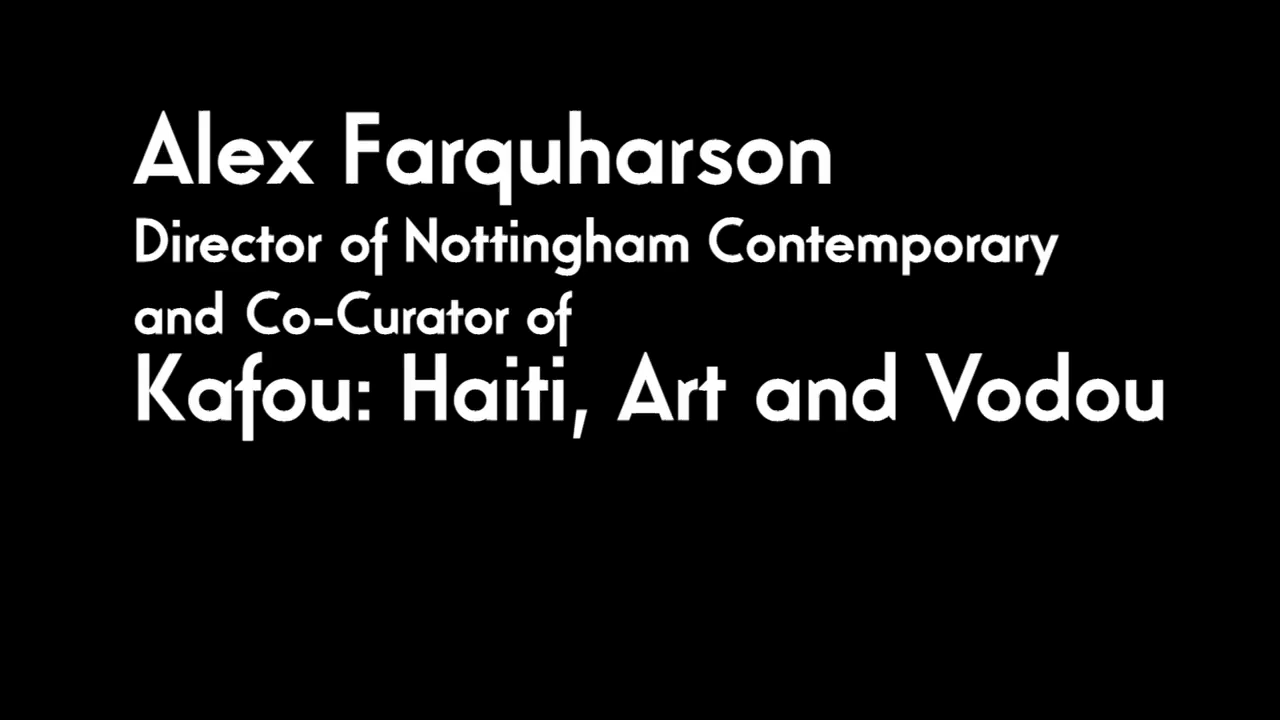 Alex Farquharson
Director of Nottingham Contemporary
and Co-Curator of
Kafou: Haiti, Art and Vodou